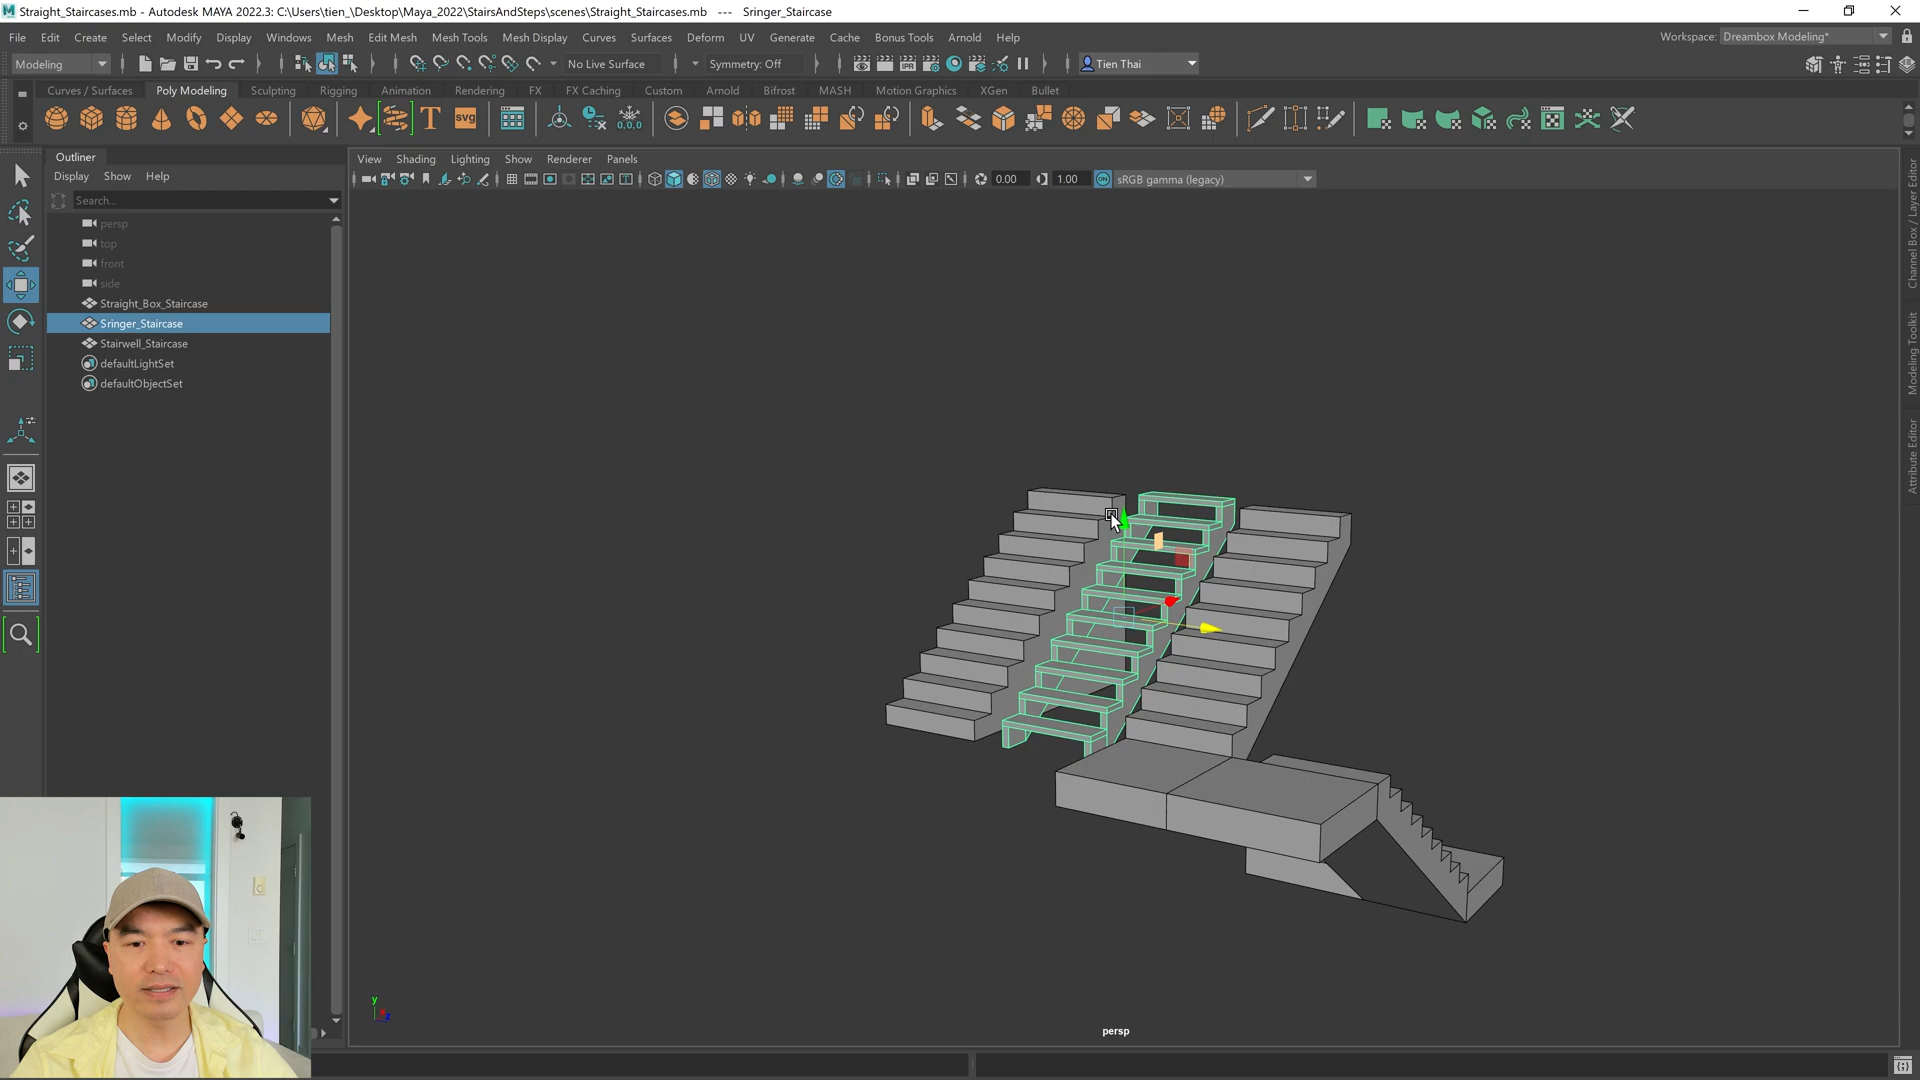 Straight_Staircases.mb - Autodesk MAYA 2022.3: C:\Users\tien_\Desktop\Maya_2022\StairsAndSteps\scenes\Straight_Staircases.mb --- Sringer_Staircase
File Edit Create Select Modify Display Windows Mesh Edit Mesh Mesh Tools Mesh Display Curves Surfaces Deform UV Generate Cache Bonus Tools Arnold Help
Workspace: Dreambox Modeling*
Modeling
No Live Surface
Symmetry: Off
Tien Thai
Curves / Surfaces Poly Modeling Sculpting Rigging Animation Rendering FX FX Caching Custom Arnold Bifrost MASH Motion Graphics XGen Bullet
T
SVG
0,0,0
Outliner
Display Show Help
Search...
persp
top
front
side
Straight_Box_Staircase
Sringer_Staircase
Stairwell_Staircase
defaultLightSet
defaultObjectSet
View Shading Lighting Show Renderer Panels
0.00
1.00
ON
sRGB gamma (legacy)
y
z
persp
Channel Box / Layer Editor
Modeling Toolkit
Attribute Editor